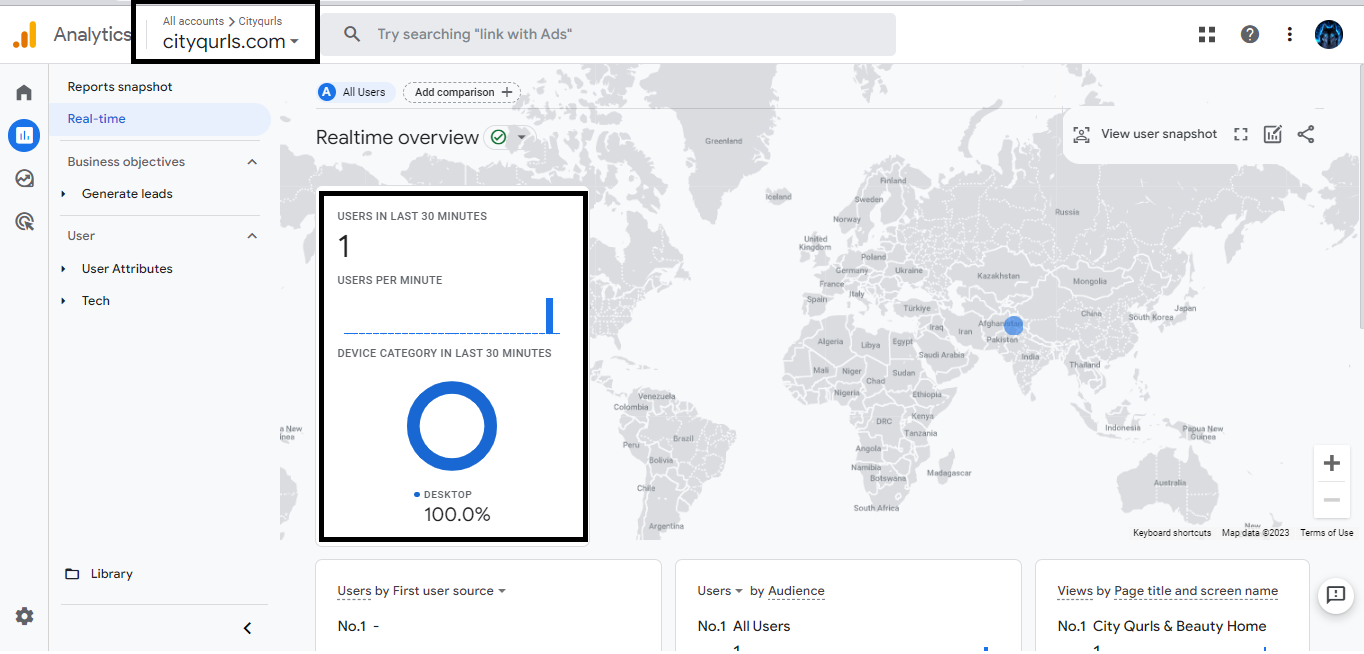 Analytics
All accounts > Cityqurls
cityqurls.com
Try searching "link with Ads"
Reports snapshot
Real-time
Business objectives
Generate leads
User
User Attributes
Tech
Library
A All Users
Add comparison +
Realtime overview
View user snapshot
USERS IN LAST 30 MINUTES
1
USERS PER MINUTE
DEVICE CATEGORY IN LAST 30 MINUTES
DESKTOP
100.0%
Greenland
Iceland
Finland
Sweden
Norway
Russia
United
Kingdom
Poland
Germany
Ukraine
France
Italy
Spain
Kazakhstan
Mongolia
Türkiye
China
South Korea
Japan
Afghanistan
Iraq
Iran
Pakistan
Algeria
Libya
Egypt
Saudi Arabia
India
Thailand
Mali
Niger
Chad
Sudan
Nigeria
Ethiopia
Venezuela
Colombia
DRC
Kenya
Tanzania
Indonesia
Papua New
Guinea
a New
inea
Peru
Brazil
Bolivia
Angola
Namibia
Botswana
Madagascar
Chile
South Africa
Australia
Argentina
New
Keyboard shortcuts
Map data ©2023
Terms of Use
Users by First user source
No.1 -
Users by Audience
No.1 All Users
1
Views by Page title and screen name
No.1 City Qurls & Beauty Home
1